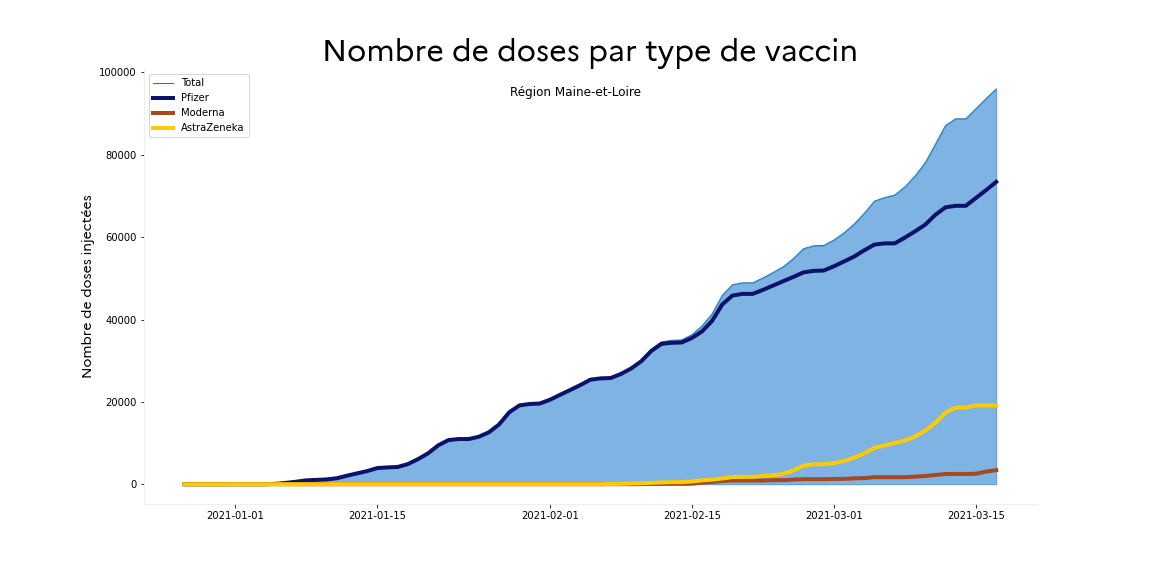 Nombre de doses par type de vaccin
Région Maine-et-Loire
Total
Pfizer
Moderna
AstraZeneka
Nombre de doses injectées
100000
80000
60000
40000
20000
0
2021-01-01
2021-01-15
2021-02-01
2021-02-15
2021-03-01
2021-03-15